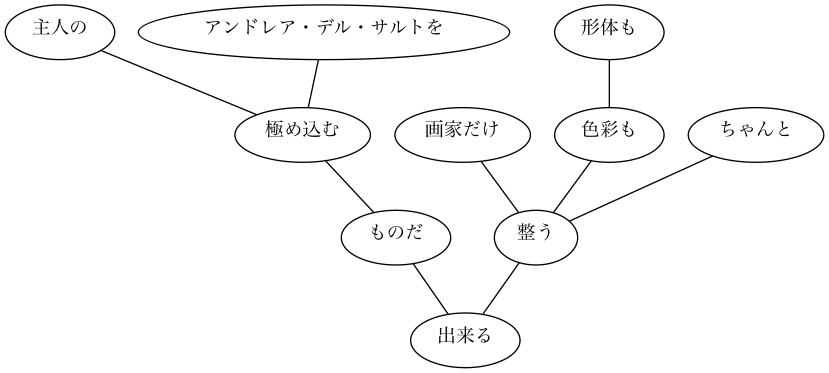 主人の
アンドレア・デル・サルトを
形体も
極め込む
画家だけ
色彩も
ちゃんと
ものだ
整う
出来る